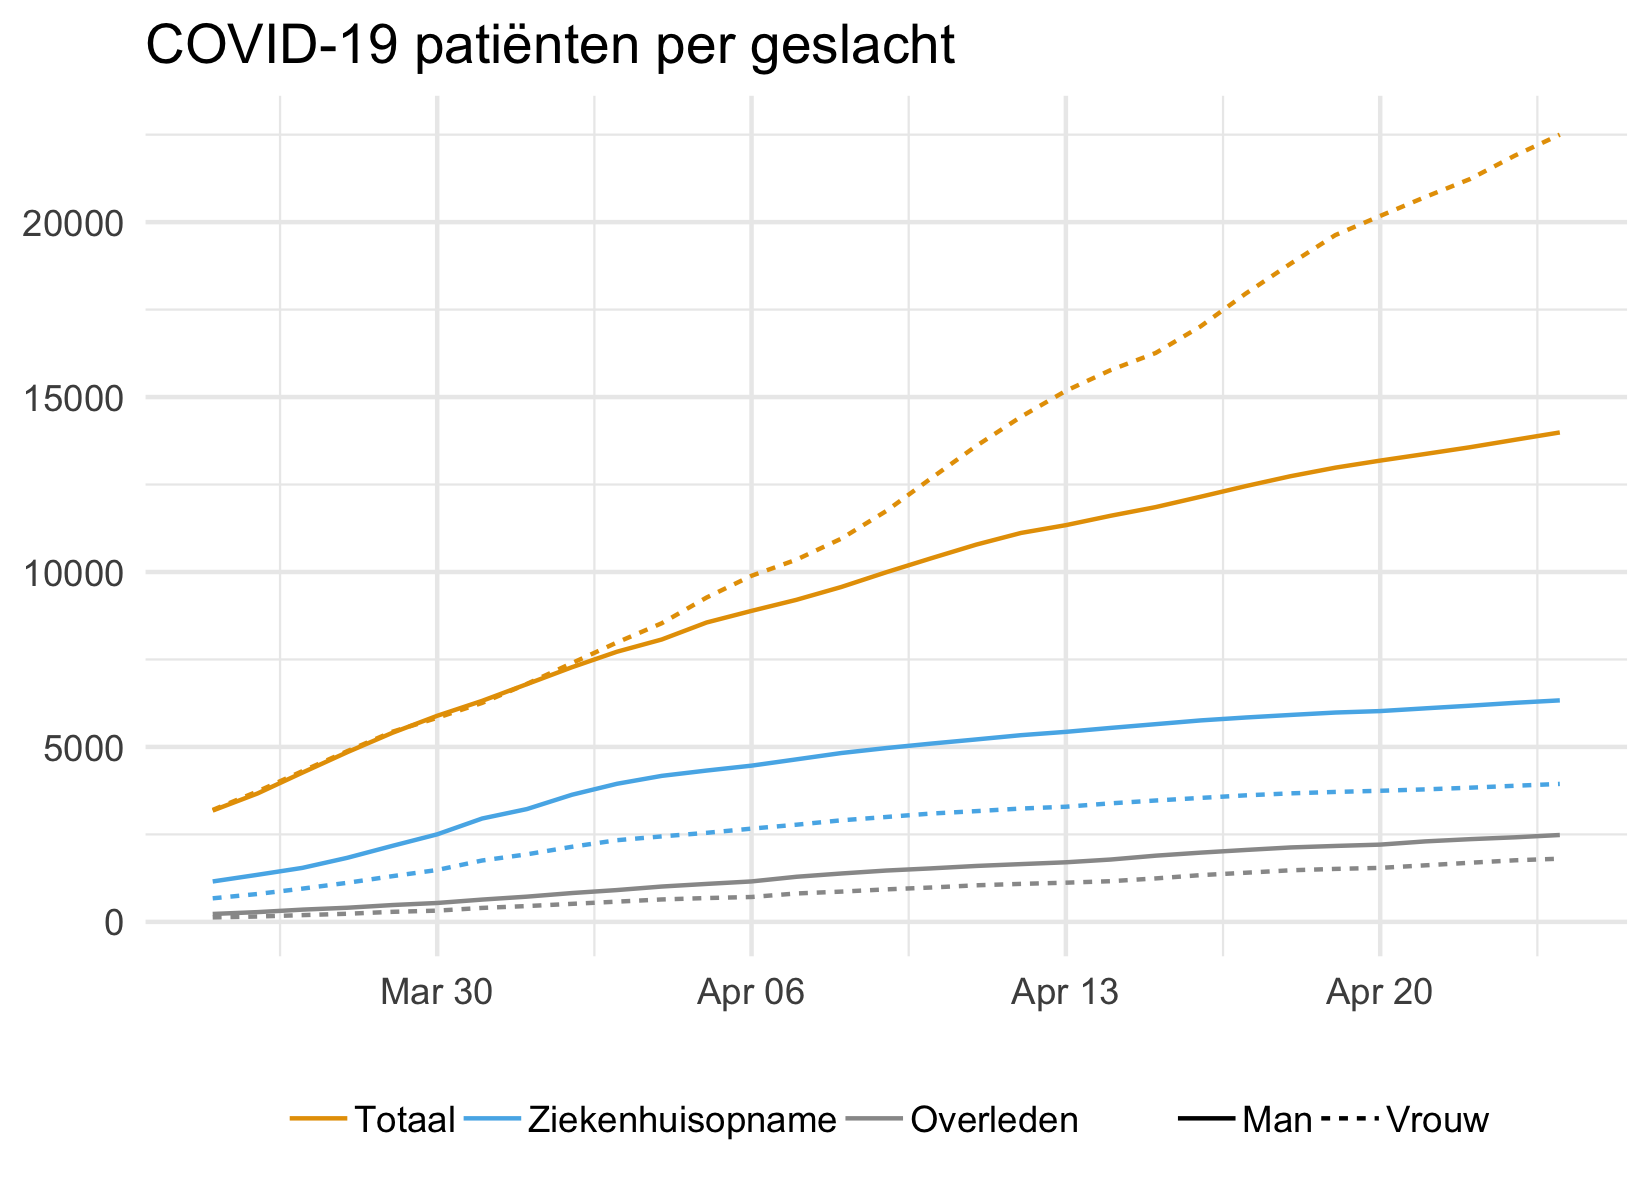 COVID-19 patiënten per geslacht
20000
15000
10000
5000
0
Mar 30 Apr 06 Apr 13 Apr 20
Totaal Ziekenhuisopname Overleden Man Vrouw